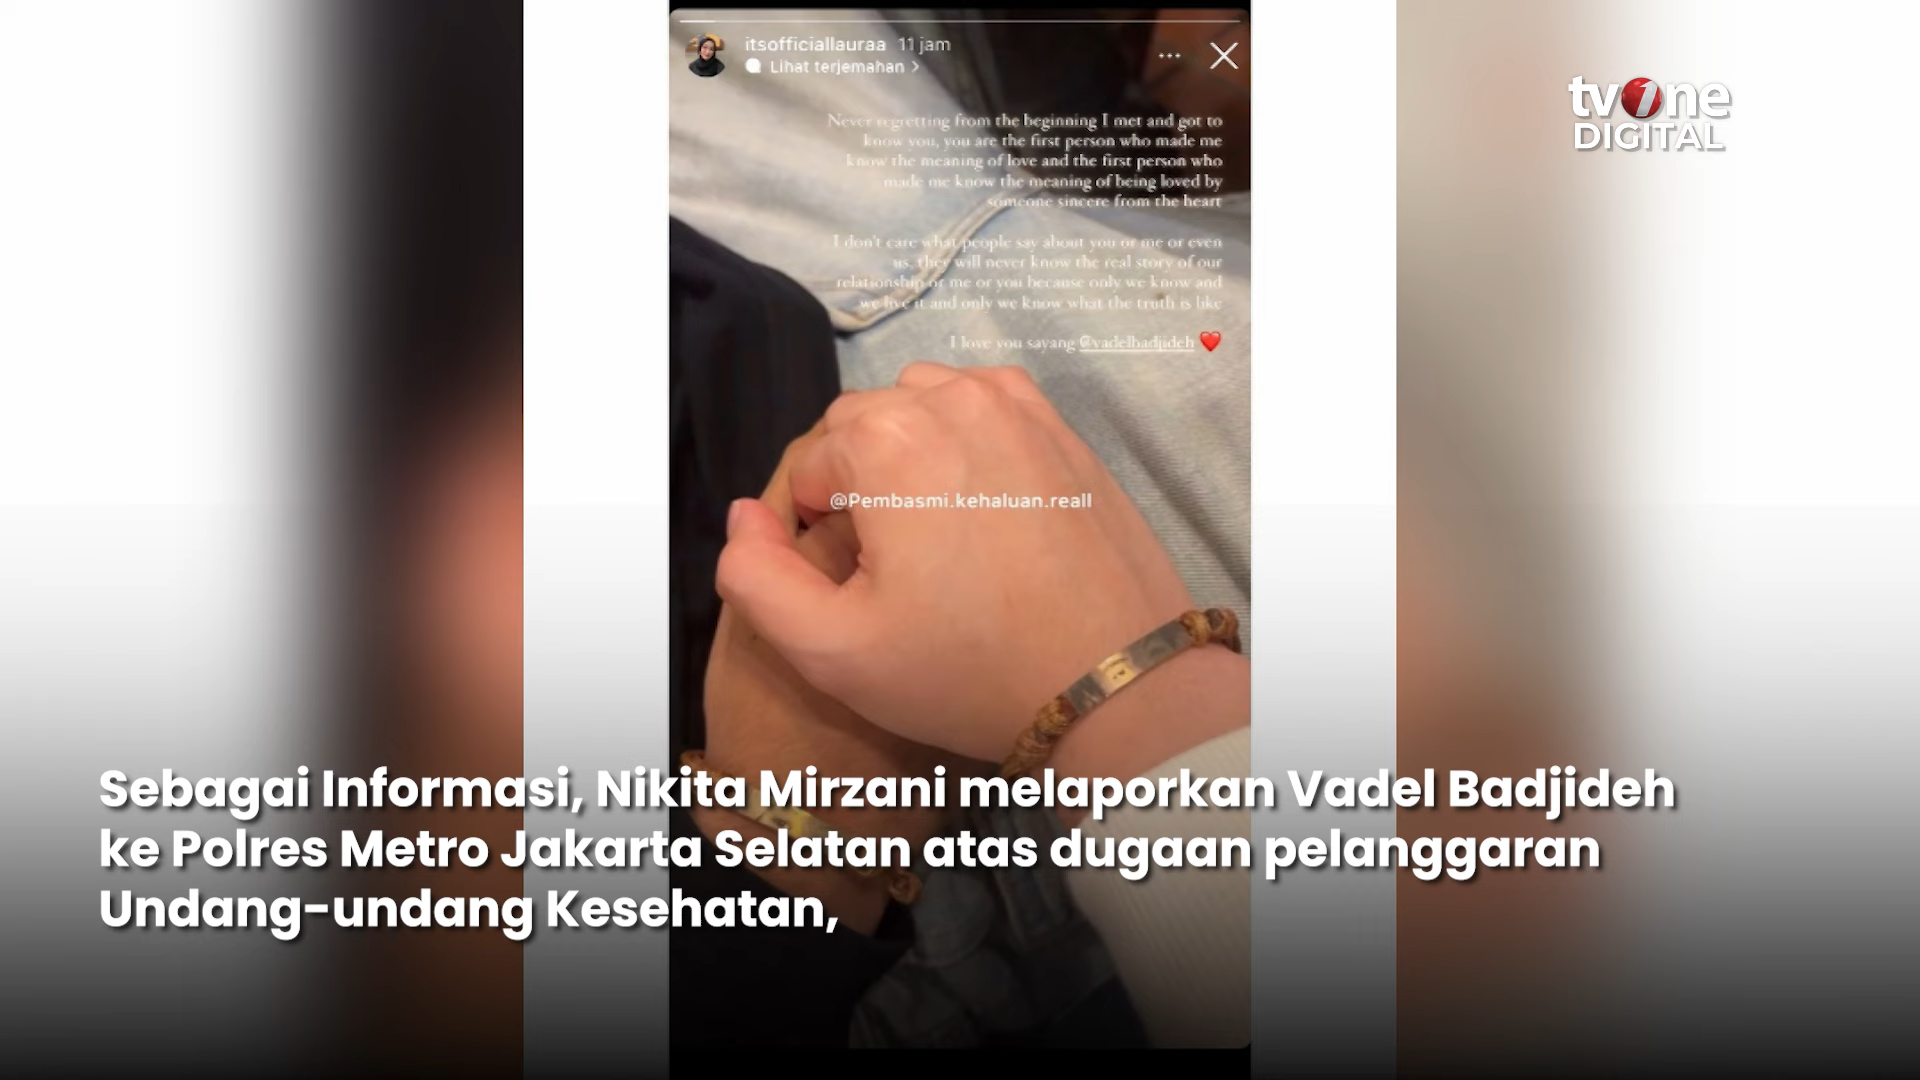 itsofficiallauraa 11 jam
Lihat terjemahan >
tvOne
DIGITAL
Never regretting from the beginning I met and got to
know you, you are the first person who made me
know the meaning of love and the first person who
made me know the meaning of being loved by
someone sincere from the heart
I don't care what people say about you or me or even
us, they will never know the real story of our
relationship or me or you because only we know and
we live it and only we know what the truth is like
I love you sayang @vadelbadjideh ❤️
@Pembasmi.kehaluan.reall
Sebagai Informasi, Nikita Mirzani melaporkan Vadel Badjideh
ke Polres Metro Jakarta Selatan atas dugaan pelanggaran
Undang-undang Kesehatan,